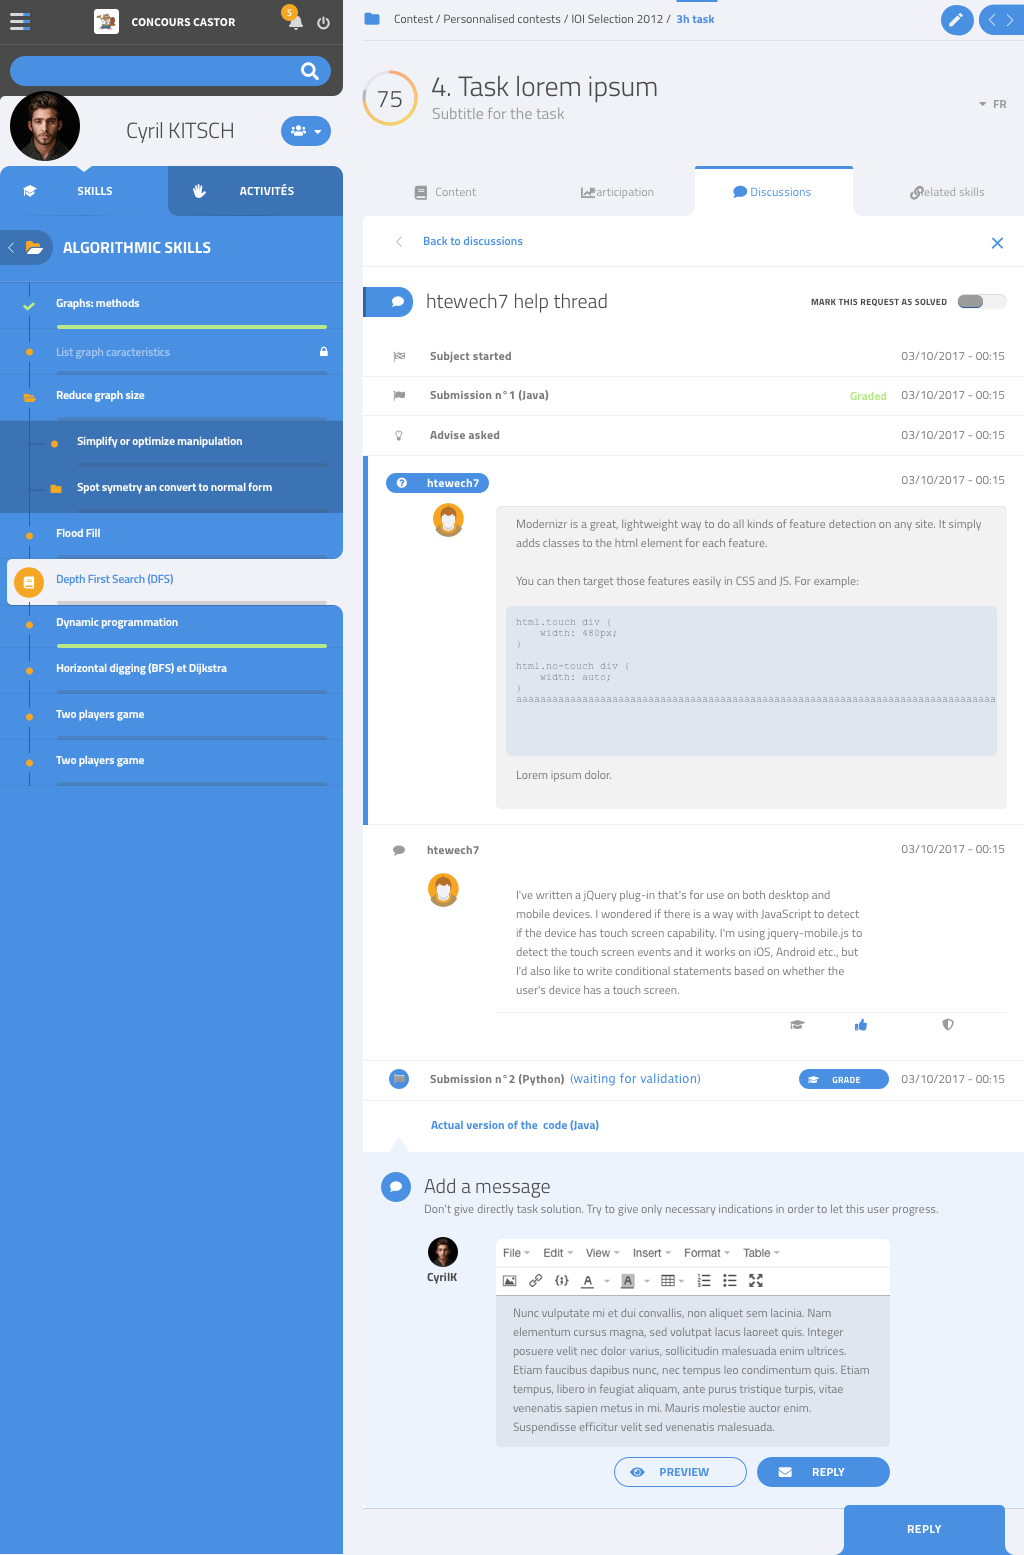 CONCOURS CASTOR
5
Cyril KITSCH
SKILLS
ACTIVITÉS
ALGORITHMIC SKILLS
Graphs: methods
List graph caracteristics
Reduce graph size
Simplify or optimize manipulation
Spot symetry an convert to normal form
Flood Fill
Depth First Search (DFS)
Dynamic programmation
Horizontal digging (BFS) et Dijkstra
Two players game
Two players game
Contest / Personnalised contests / IOI Selection 2012 / 3h task
75
4. Task lorem ipsum
Subtitle for the task
FR
Content
articipation
Discussions
elated skills
Back to discussions
htewech7 help thread
MARK THIS REQUEST AS SOLVED
Subject started
03/10/2017 - 00:15
Submission n°1 (Java)
Graded
03/10/2017 - 00:15
Advise asked
03/10/2017 - 00:15
htewech7
03/10/2017 - 00:15
Modernizr is a great, lightweight way to do all kinds of feature detection on any site. It simply
adds classes to the html element for each feature.
You can then target those features easily in CSS and JS. For example:
html.touch div {
width: 480px;
}
html.no-touch div {
width: auto;
}
aaaaaaaaaaaaaaaaaaaaaaaaaaaaaaaaaaaaaaaaaaaaaaaaaaaaaaaaaaaaaaaaaaaaaaaaaaaaaaaa
Lorem ipsum dolor.
htewech7
03/10/2017 - 00:15
I've written a jQuery plug-in that's for use on both desktop and
mobile devices. I wondered if there is a way with JavaScript to detect
if the device has touch screen capability. I'm using jquery-mobile.js to
detect the touch screen events and it works on iOS, Android etc., but
I'd also like to write conditional statements based on whether the
user's device has a touch screen.
Submission n°2 (Python) (waiting for validation)
GRADE
03/10/2017 - 00:15
Actual version of the code (Java)
Add a message
Don't give directly task solution. Try to give only necessary indications in order to let this user progress.
CyrilK
File Edit View Insert Format Table
A A
Nunc vulputate mi et dui convallis, non aliquet sem lacinia. Nam
elementum cursus magna, sed volutpat lacus laoreet quis. Integer
posuere velit nec dolor varius, sollicitudin malesuada enim ultrices.
Etiam faucibus dapibus nunc, nec tempus leo condimentum quis. Etiam
tempus, libero in feugiat aliquam, ante purus tristique turpis, vitae
venenatis sapien metus in mi. Mauris molestie auctor enim.
Suspendisse efficitur velit sed venenatis malesuada.
PREVIEW
REPLY
REPLY